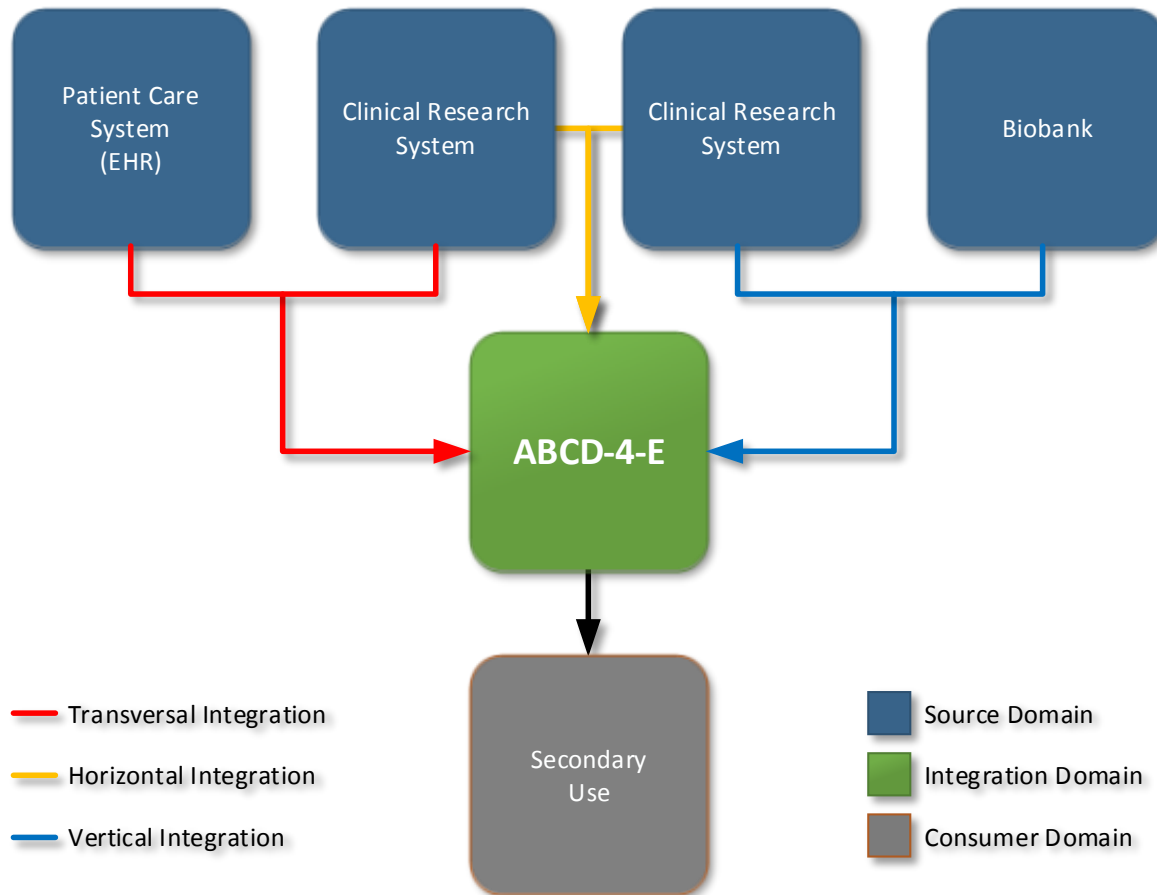 Patient Care
System
(EHR)
Clinical Research
System
Clinical Research
System
Biobank
ABCD-4-E
Secondary
Use
Transversal Integration
Horizontal Integration
Vertical Integration
Source Domain
Integration Domain
Consumer Domain